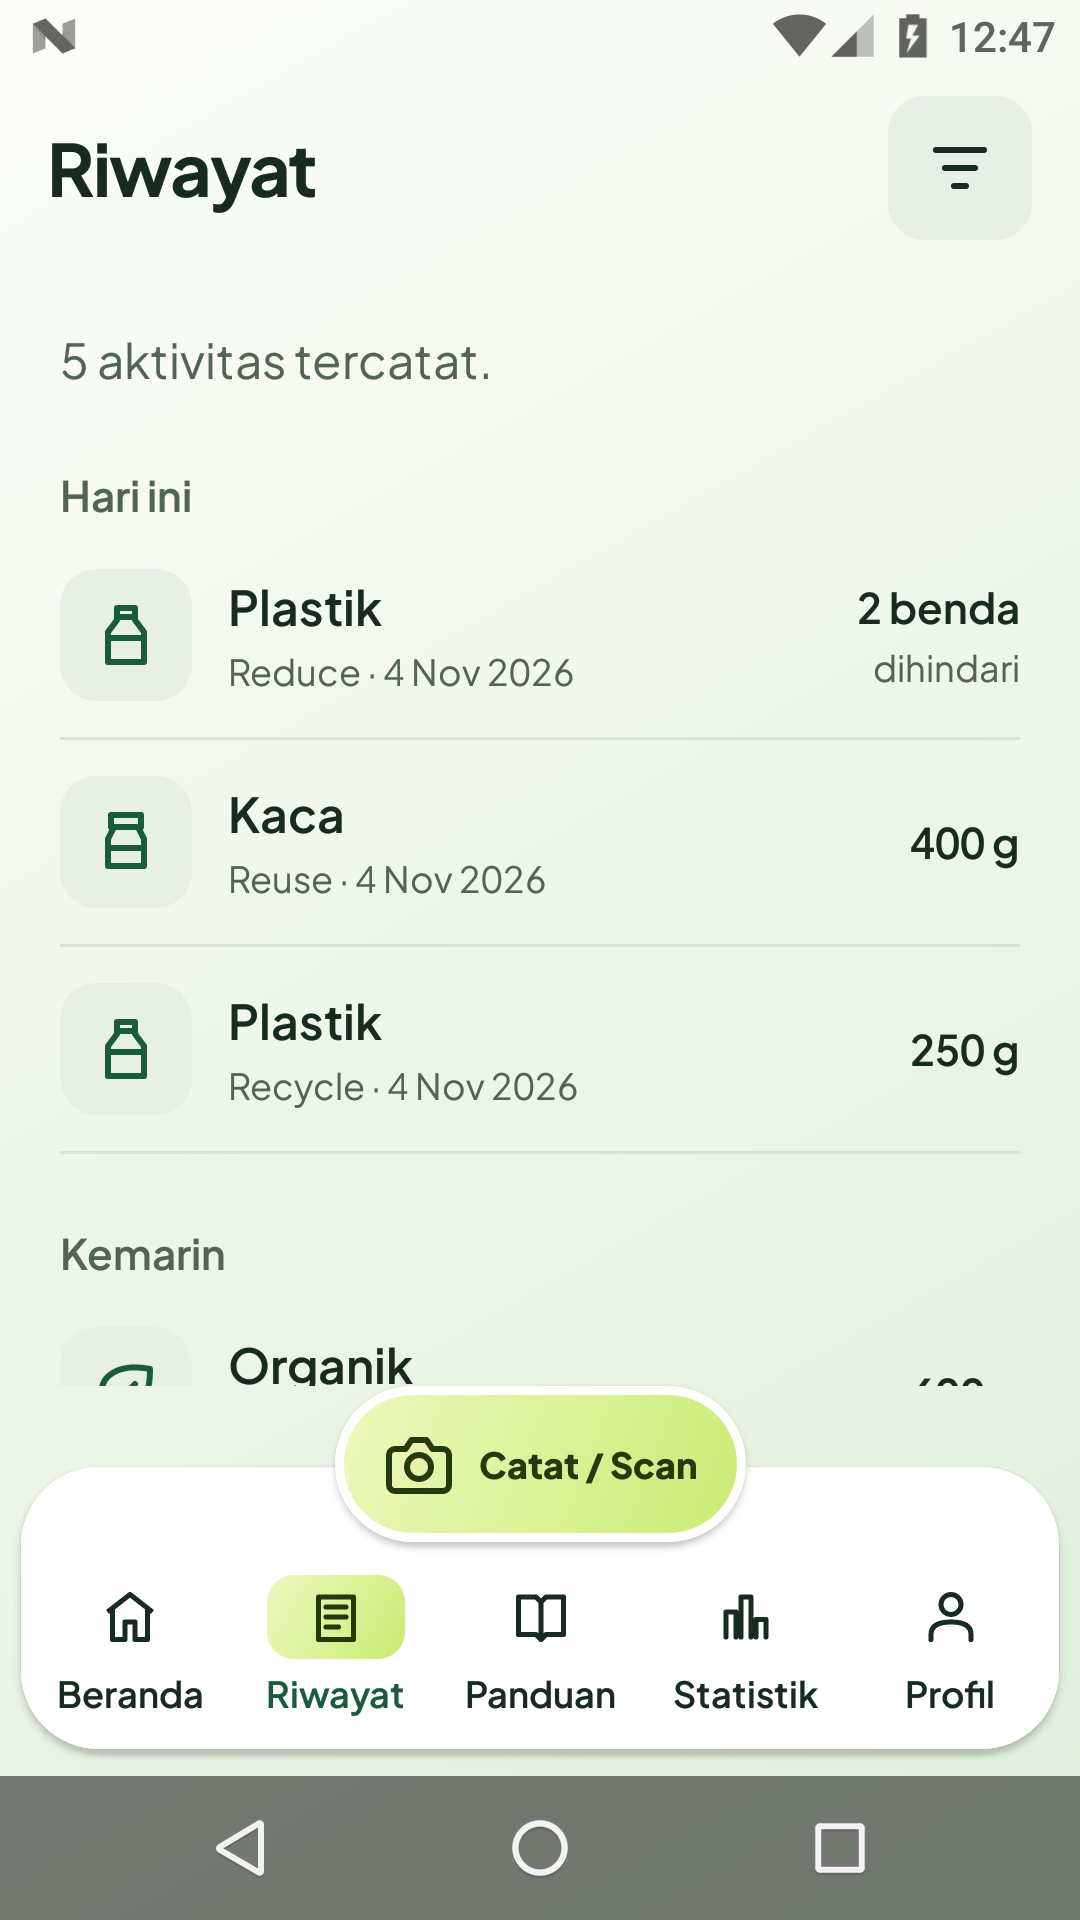 12:47
Riwayat
5 aktivitas tercatat.
Hari ini
Plastik
2 benda
Reduce · 4 Nov 2026
dihindari
Kaca
400 g
Reuse · 4 Nov 2026
Plastik
250 g
Recycle · 4 Nov 2026
Kemarin
Organik
Catat / Scan
Beranda
Riwayat
Panduan
Statistik
Profil